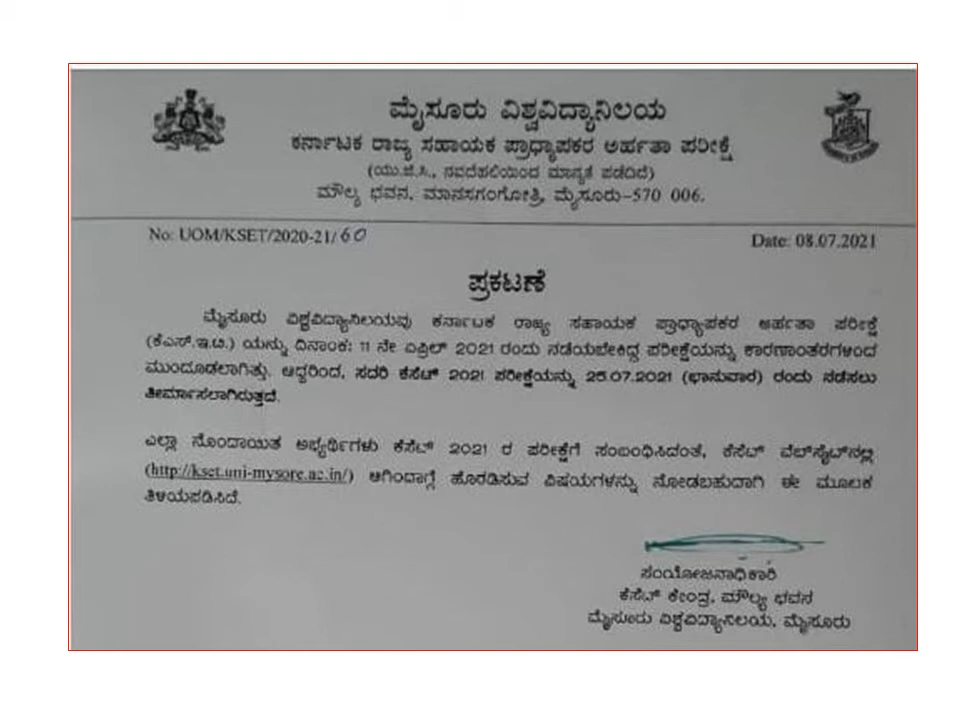 ಮೈಸೂರು ವಿಶ್ವವಿದ್ಯಾನಿಲಯ
ಕರ್ನಾಟಕ ರಾಜ್ಯ ಸಹಾಯಕ ಪ್ರಾಧ್ಯಾಪಕರ ಅರ್ಹತಾ ಪರೀಕ್ಷೆ
(ಯು.ಜಿ.ಸಿ., ನವದೆಹಲಿಯಿಂದ ಮಾನ್ಯತೆ ಪಡೆದಿದೆ)
ಮೌಲ್ಯ ಭವನ, ಮಾನಸಗಂಗೋತ್ರಿ, ಮೈಸೂರು-570 006.
No: UOM/KSET/2020-21/60
Date: 08.07.2021
ಪ್ರಕಟಣೆ
ಮೈಸೂರು ವಿಶ್ವವಿದ್ಯಾನಿಲಯವು ಕರ್ನಾಟಕ ರಾಜ್ಯ ಸಹಾಯಕ ಪ್ರಾಧ್ಯಾಪಕರ ಅರ್ಹತಾ ಪರೀಕ್ಷೆ
(ಕೆಎಸ್.ಇ.ಟಿ.) ಯನ್ನು ದಿನಾಂಕ: 11 ನೇ ಏಪ್ರಿಲ್ 2021 ರಂದು ನಡೆಯಬೇಕಿದ್ದ ಪರೀಕ್ಷೆಯನ್ನು ಕಾರಣಾಂತರಗಳಿಂದ
ಮುಂದೂಡಲಾಗಿತ್ತು. ಆದ್ದರಿಂದ, ಸದರಿ ಕೆಸೆಟ್ 2021 ಪರೀಕ್ಷೆಯನ್ನು 25.07.2021 (ಭಾನುವಾರ) ರಂದು ನಡೆಸಲು
ತೀರ್ಮಾನಿಸಲಾಗಿರುತ್ತದೆ.
ಎಲ್ಲಾ ನೊಂದಾಯಿತ ಅಭ್ಯರ್ಥಿಗಳು ಕೆಸೆಟ್ 2021 ರ ಪರೀಕ್ಷೆಗೆ ಸಂಬಂಧಿಸಿದಂತೆ, ಕೆಸೆಟ್ ವೆಬ್‌ಸೈಟ್‌ನಲ್ಲಿ
(http://kset.uni-mysore.ac.in/) ಆಗಿಂದಾಗ್ಗೆ ಹೊರಡಿಸುವ ವಿಷಯಗಳನ್ನು ನೋಡಬಹುದಾಗಿ ಈ ಮೂಲಕ
ತಿಳಿಯಪಡಿಸಿದೆ.
ಸಂಯೋಜನಾಧಿಕಾರಿ
ಕೆಸೆಟ್ ಕೇಂದ್ರ, ಮೌಲ್ಯ ಭವನ
ಮೈಸೂರು ವಿಶ್ವವಿದ್ಯಾನಿಲಯ, ಮೈಸೂರು